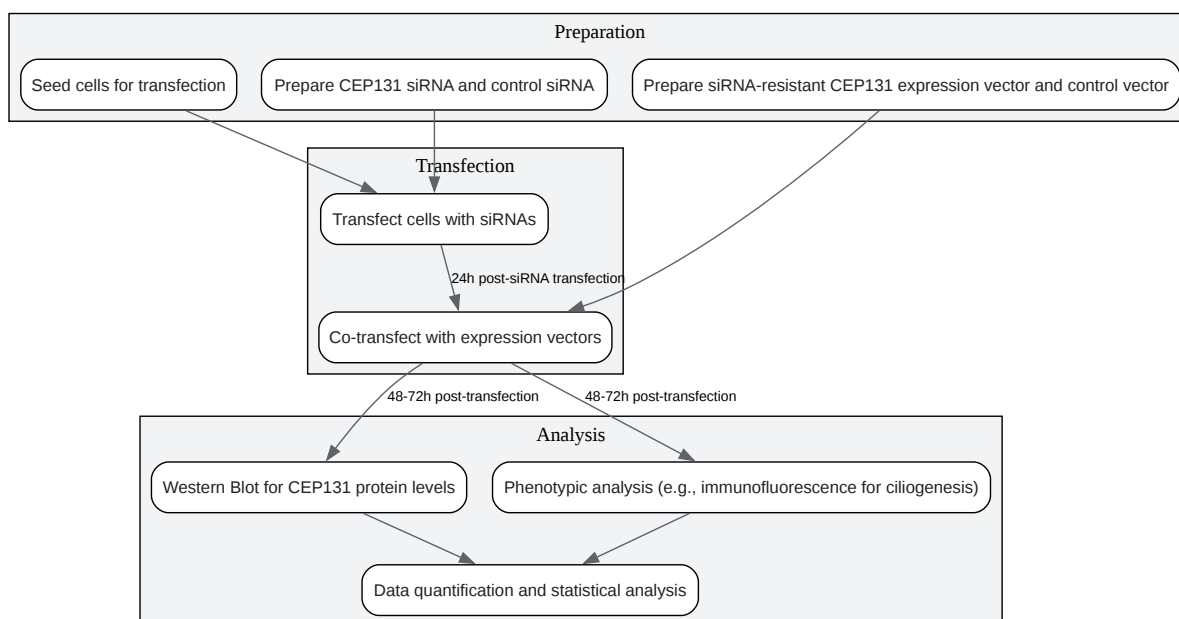 Preparation
Seed cells for transfection
Prepare CEP131 siRNA and control siRNA
Prepare siRNA-resistant CEP131 expression vector and control vector
Transfection
Transfect cells with siRNAs
24h post-siRNA transfection
Co-transfect with expression vectors
48-72h post-transfection
48-72h post-transfection
Analysis
Western Blot for CEP131 protein levels
Phenotypic analysis (e.g., immunofluorescence for ciliogenesis)
Data quantification and statistical analysis